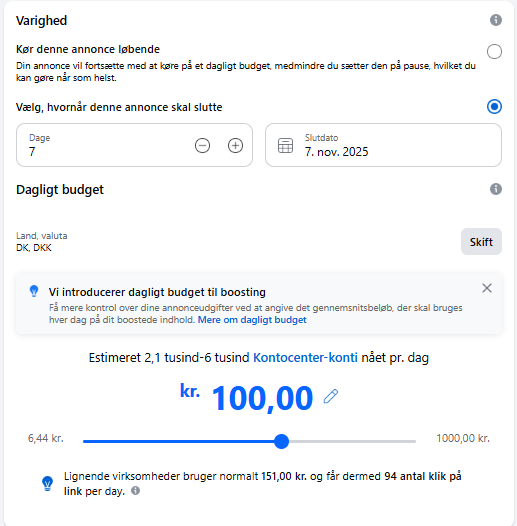 Varighed
Kør denne annonce løbende
Din annonce vil fortsætte med at køre på et dagligt budget, medmindre du sætter den på pause, hvilket du
kan gøre når som helst.
Vælg, hvornår denne annonce skal slutte
Dage
7
Slutdato
7. nov. 2025
Dagligt budget
Land, valuta
DK, DKK
Skift
Vi introducerer dagligt budget til boosting
Få mere kontrol over dine annonceudgifter ved at angive det gennemsnitsbeløb, der skal bruges
hver dag på dit boostede indhold. Mere om dagligt budget
Estimeret 2,1 tusind-6 tusind Kontocenter-konti nået pr. dag
kr. 100,00
6,44 kr.
1000,00 kr.
Lignende virksomheder bruger normalt 151,00 kr. og får dermed 94 antal klik på
link per day.